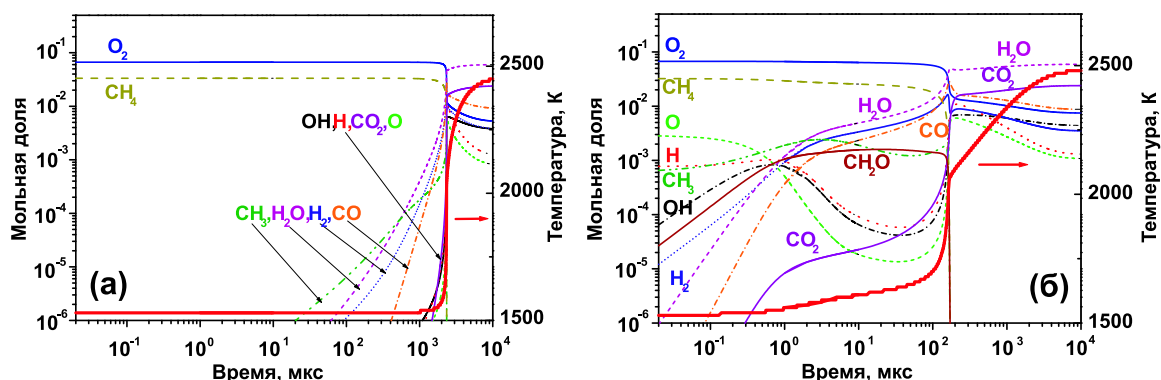 Мольная доля
10⁻¹
10⁻²
10⁻³
10⁻⁴
10⁻⁵
10⁻⁶
O₂
CH₄
OH,H,CO₂,O
CH₃,H₂O,H₂,CO
(а)
2500
2000
1500
Температура, К
10⁻¹ 10⁰ 10¹ 10² 10³ 10⁴
Время, мкс
Мольная доля
10⁻¹
10⁻²
10⁻³
10⁻⁴
10⁻⁵
10⁻⁶
O₂
CH₄
O
H
CH₃
OH
H₂
H₂O
CO
CH₂O
CO₂
H₂O
CO₂
(б)
2500
2000
1500
Температура, К
10⁻¹ 10⁰ 10¹ 10² 10³ 10⁴
Время, мкс